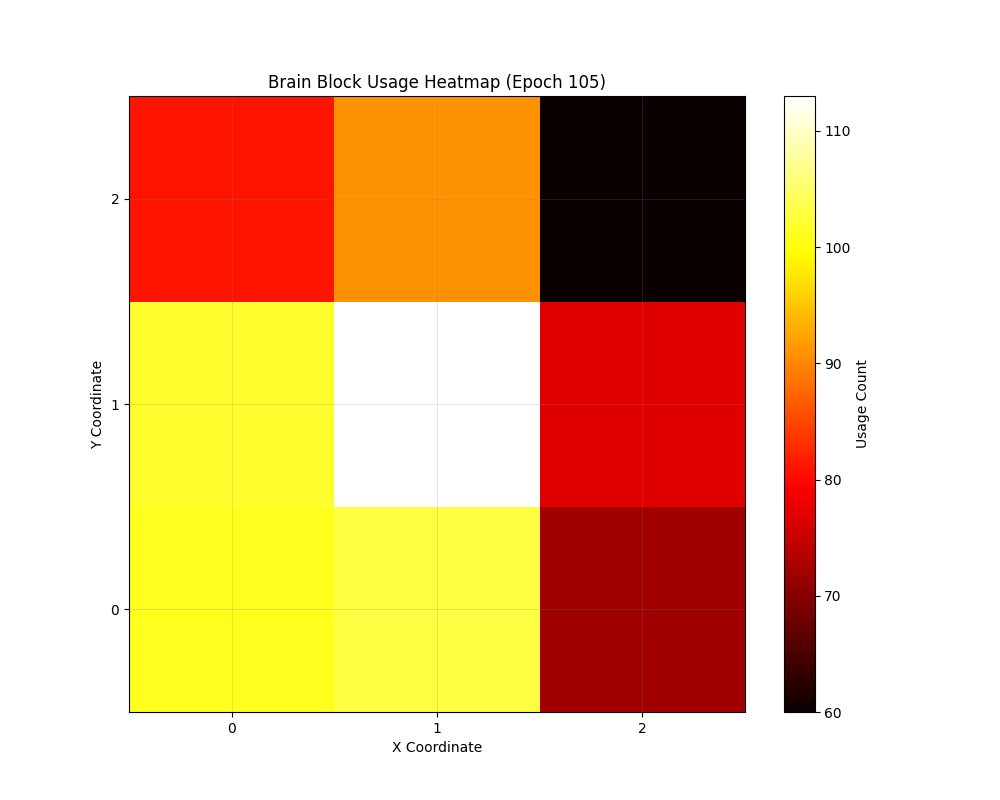 Brain Block Usage Heatmap (Epoch 105)
2
1
0
Y Coordinate
0 1 2
X Coordinate
110
100
90
80
70
60
Usage Count